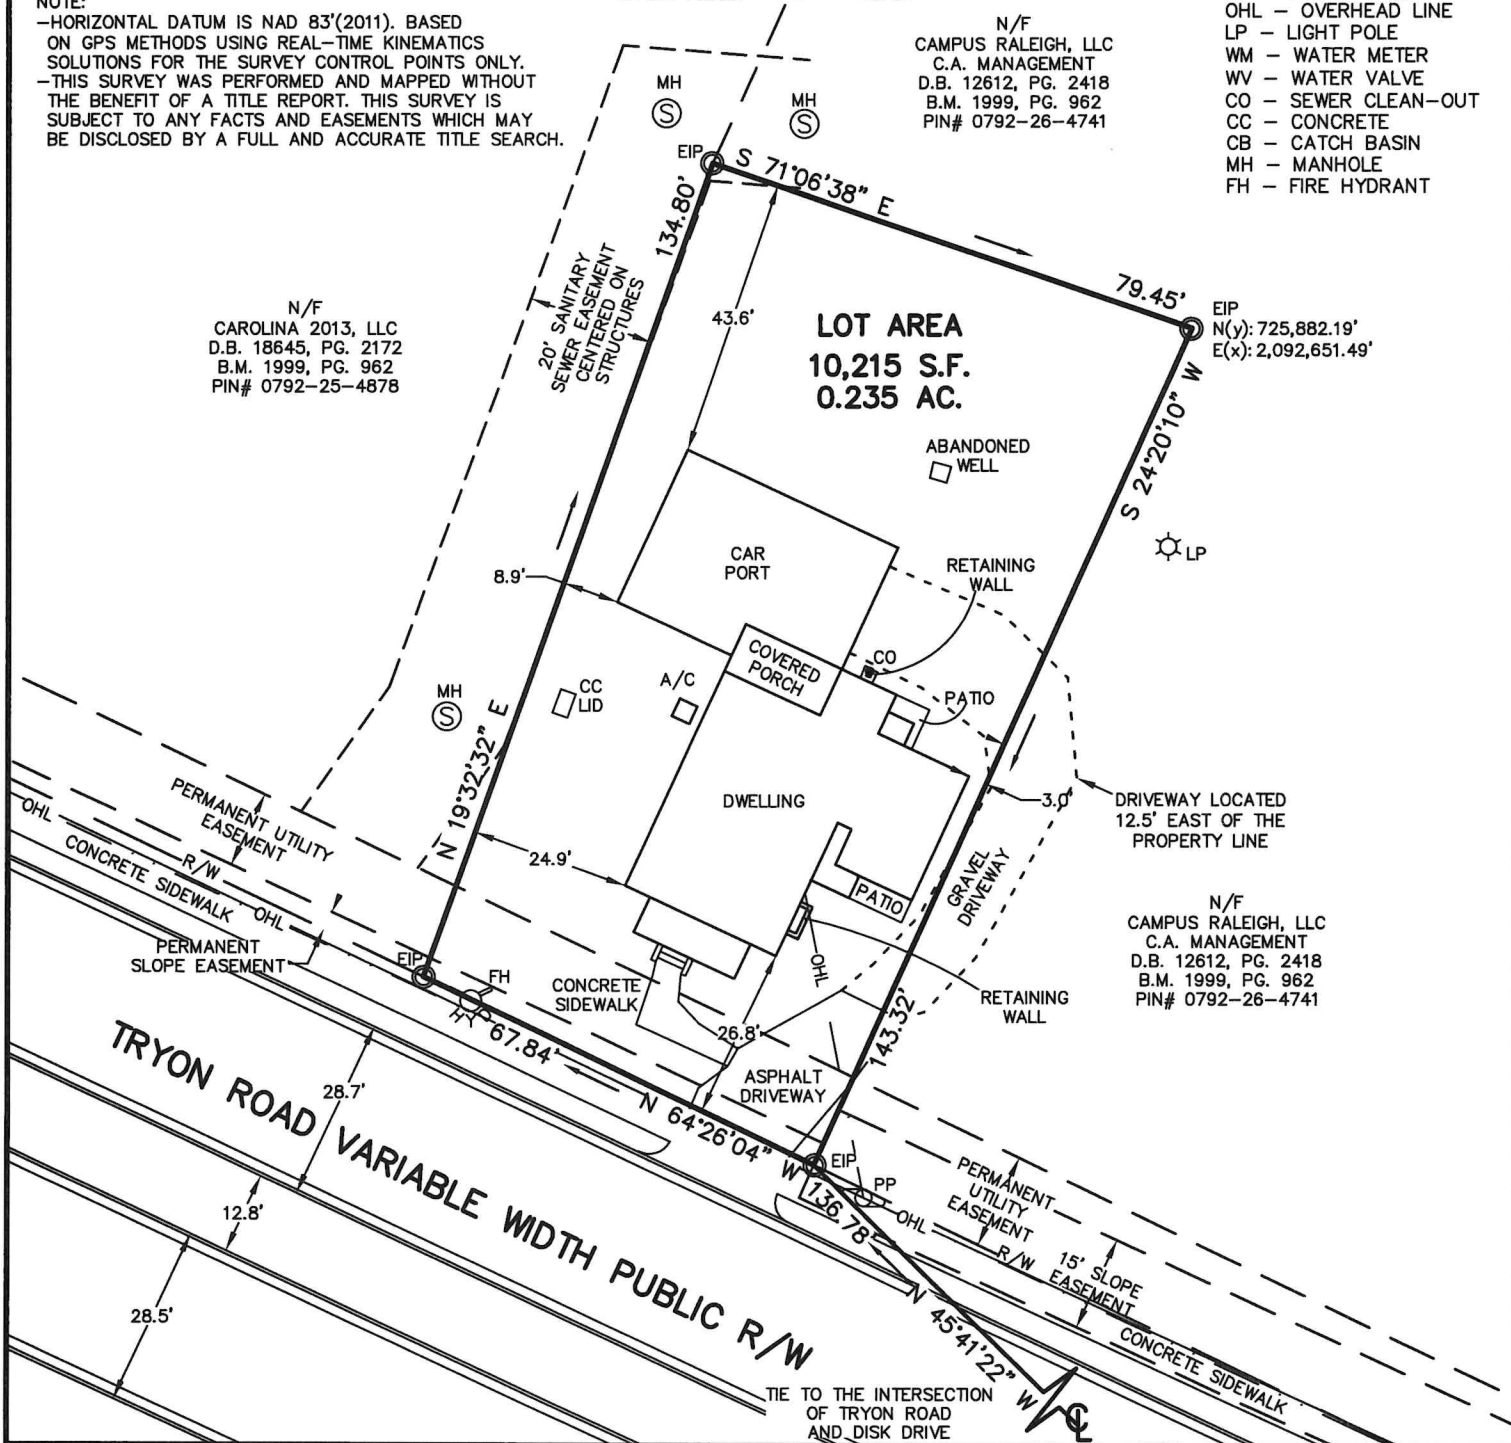 NOTE:
–HORIZONTAL DATUM IS NAD 83'(2011). BASED
ON GPS METHODS USING REAL–TIME KINEMATICS
SOLUTIONS FOR THE SURVEY CONTROL POINTS ONLY.
–THIS SURVEY WAS PERFORMED AND MAPPED WITHOUT
THE BENEFIT OF A TITLE REPORT. THIS SURVEY IS
SUBJECT TO ANY FACTS AND EASEMENTS WHICH MAY
BE DISCLOSED BY A FULL AND ACCURATE TITLE SEARCH.
N/F
CAMPUS RALEIGH, LLC
C.A. MANAGEMENT
D.B. 12612, PG. 2418
B.M. 1999, PG. 962
PIN# 0792–26–4741
OHL – OVERHEAD LINE
LP – LIGHT POLE
WM – WATER METER
WV – WATER VALVE
CO – SEWER CLEAN–OUT
CC – CONCRETE
CB – CATCH BASIN
MH – MANHOLE
FH – FIRE HYDRANT
MH
S
MH
S
EIP
S 71°06'38" E
79.45'
134.80'
EIP
N(y): 725,882.19'
E(x): 2,092,651.49'
20' SANITARY
SEWER EASEMENT
CENTERED ON
STRUCTURES
N/F
CAROLINA 2013, LLC
D.B. 18645, PG. 2172
B.M. 1999, PG. 962
PIN# 0792–25–4878
43.6'
LOT AREA
10,215 S.F.
0.235 AC.
S 24°20'10" W
ABANDONED
WELL
LP
CAR
PORT
RETAINING
WALL
8.9'
COVERED
PORCH
CO
PATIO
A/C
CC
LID
MH
S
N 19°32'32" E
DWELLING
3.0'
DRIVEWAY LOCATED
12.5' EAST OF THE
PROPERTY LINE
PERMANENT UTILITY
EASEMENT
OHL
R/W
CONCRETE SIDEWALK
OHL
24.9'
GRAVEL
DRIVEWAY
PATIO
OHL
N/F
CAMPUS RALEIGH, LLC
C.A. MANAGEMENT
D.B. 12612, PG. 2418
B.M. 1999, PG. 962
PIN# 0792–26–4741
PERMANENT
SLOPE EASEMENT
EIP
FH
HYD
CONCRETE
SIDEWALK
RETAINING
WALL
143.32'
67.84'
26.8'
ASPHALT
DRIVEWAY
N 64°26'04" W
TRYON ROAD VARIABLE WIDTH PUBLIC R/W
28.7'
12.8'
28.5'
EIP
PP
136.78'
OHL
R/W
PERMANENT
UTILITY
EASEMENT
15' SLOPE
EASEMENT
CONCRETE SIDEWALK
N 45°41'22" W
CL
TIE TO THE INTERSECTION
OF TRYON ROAD
AND DISK DRIVE